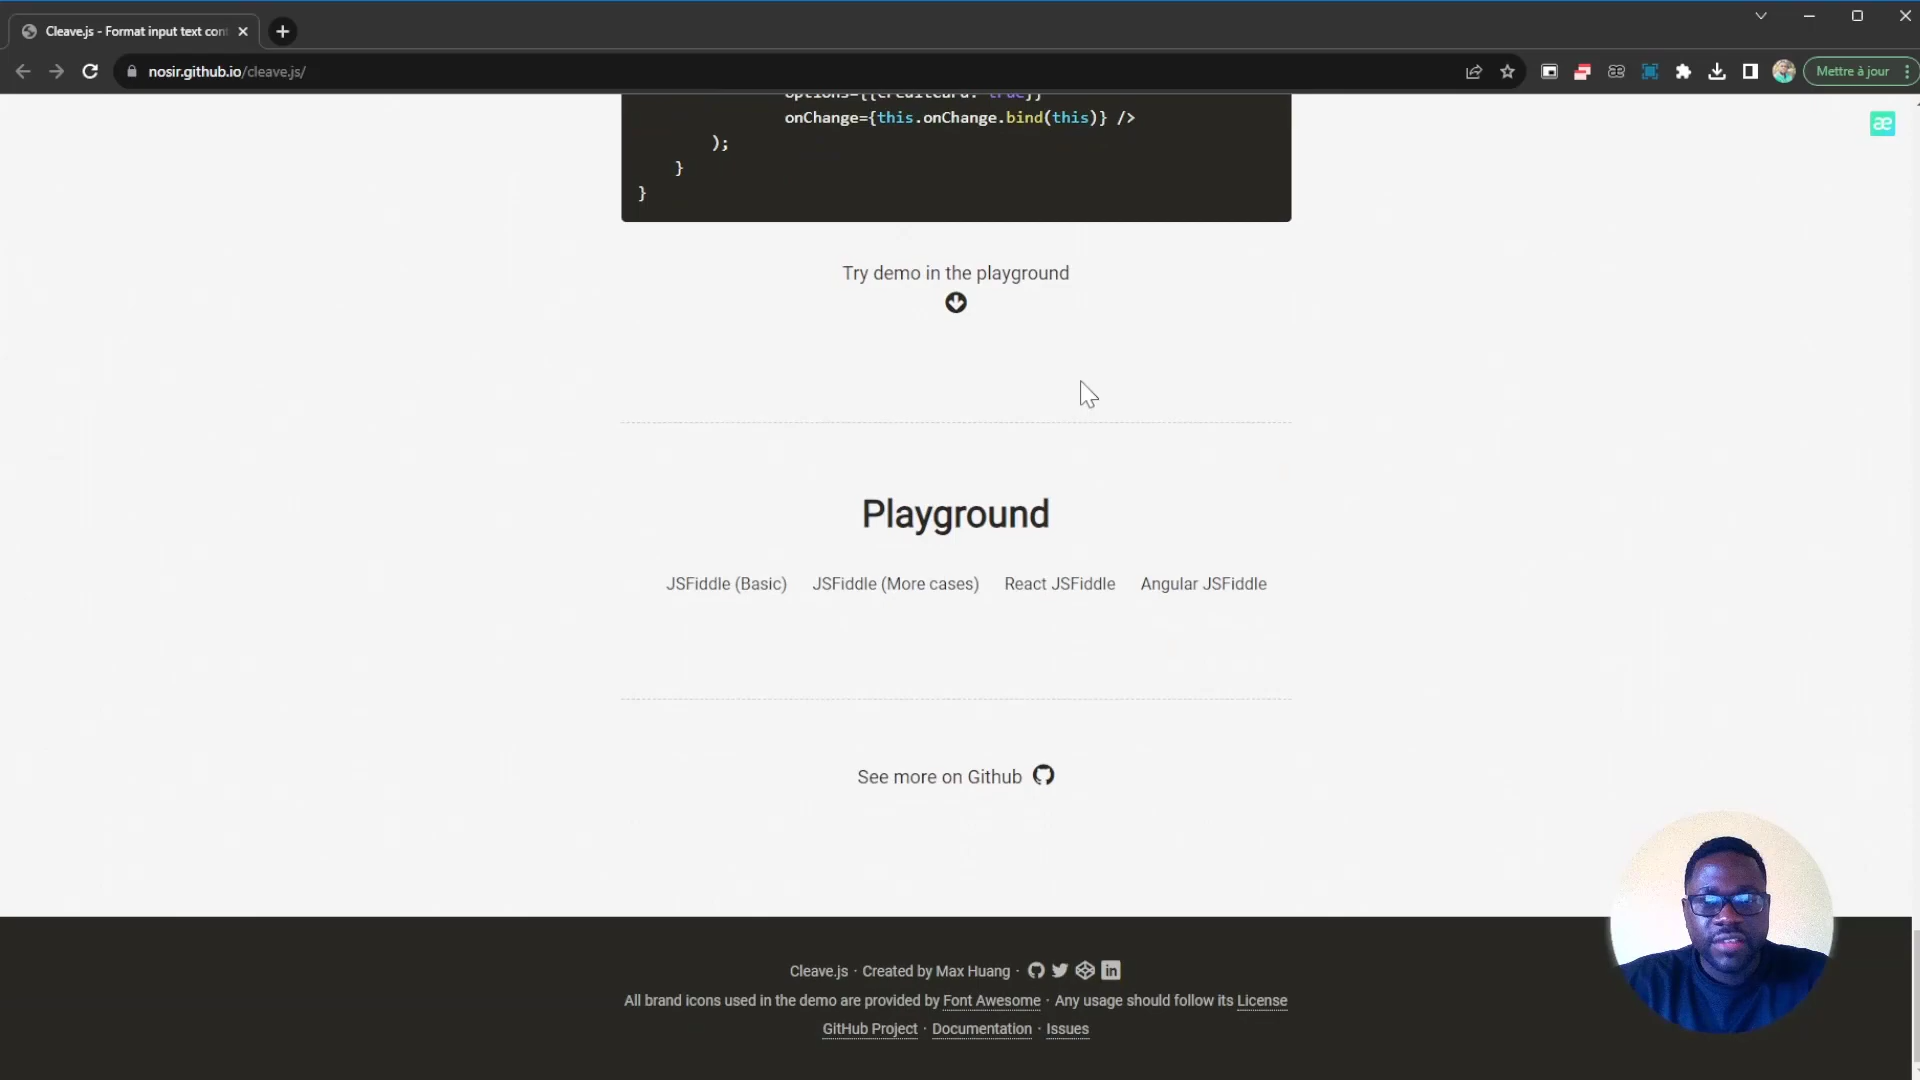 Cleave.js - Format input text con
nosir.github.io/cleave.js/
Mettre à jour
options={{creditCard: true}}
onChange={this.onChange.bind(this)} />
);
}
}
æ
Try demo in the playground
Playground
JSFiddle (Basic) JSFiddle (More cases) React JSFiddle Angular JSFiddle
See more on Github
Cleave.js · Created by Max Huang ·
All brand icons used in the demo are provided by Font Awesome · Any usage should follow its License
GitHub Project · Documentation · Issues